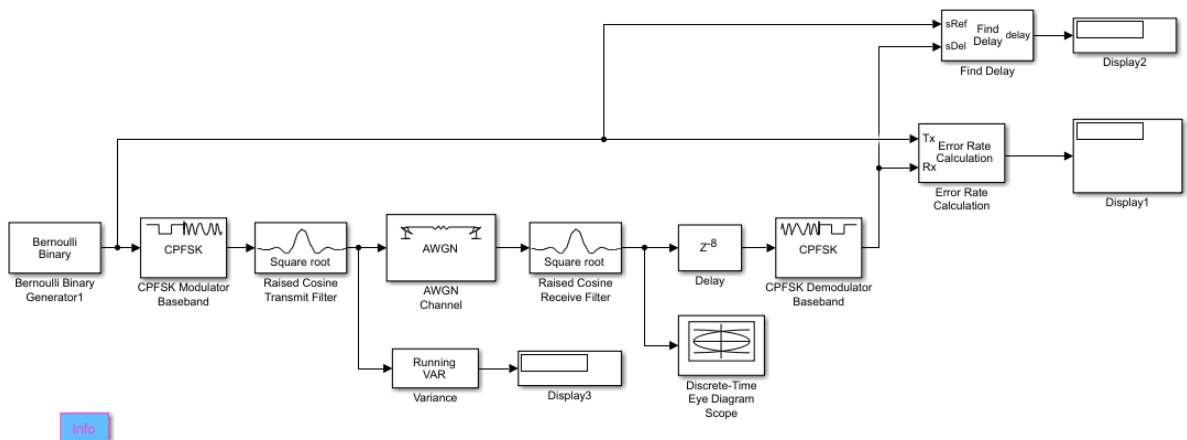 sRef
sDel
Find
Delay
delay
Find Delay
Display2
Tx
Rx
Error Rate
Calculation
Error Rate
Calculation
Display1
Bernoulli
Binary
Bernoulli Binary
Generator1
CPFSK
CPFSK Modulator
Baseband
Square root
Raised Cosine
Transmit Filter
AWGN
AWGN
Channel
Square root
Raised Cosine
Receive Filter
Z-8
Delay
CPFSK
CPFSK Demodulator
Baseband
Running
VAR
Variance
Display3
Discrete-Time
Eye Diagram
Scope
Info